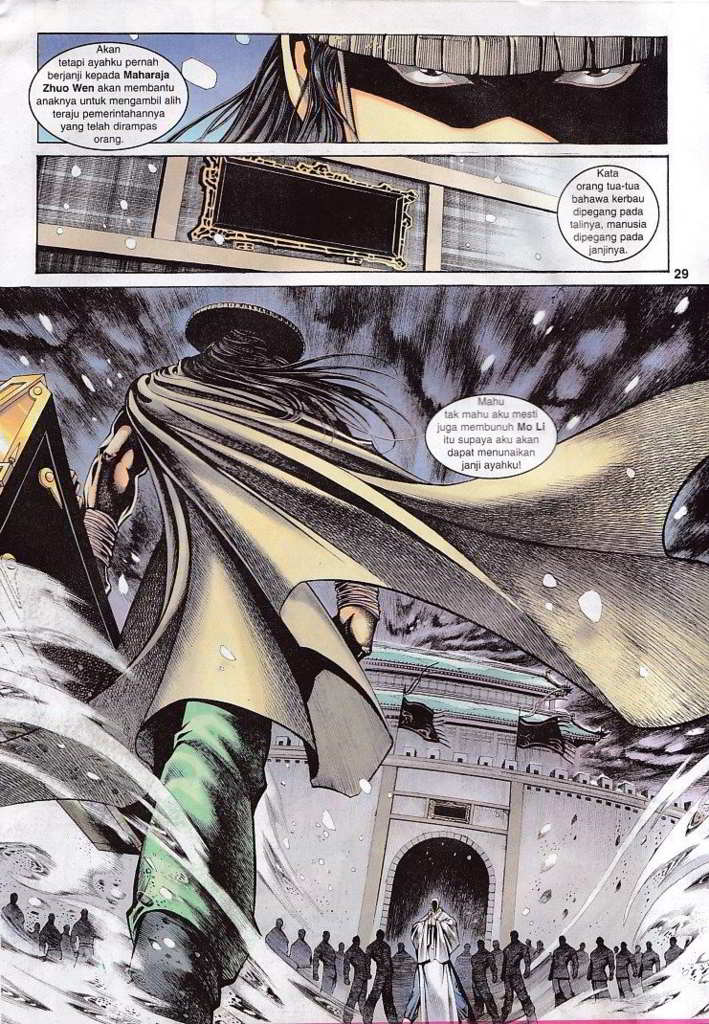 Akan
tetapi ayahku pernah
berjanji kepada Maharaja
Zhuo Wen akan membantu
anaknya untuk mengambil alih
teraju pemerintahannya
yang telah dirampas
orang.
Kata
orang tua-tua
bahawa kerbau
dipegang pada
talinya, manusia
dipegang pada
janjinya.
29
Mahu
tak mahu aku mesti
juga membunuh Mo Li
itu supaya aku akan
dapat menunaikan
janji ayahku!